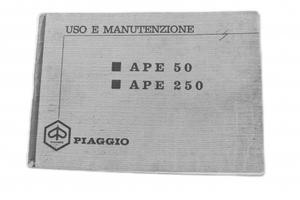 USO E MANUTENZIONE
APE 50
APE 250
PIAGGIO